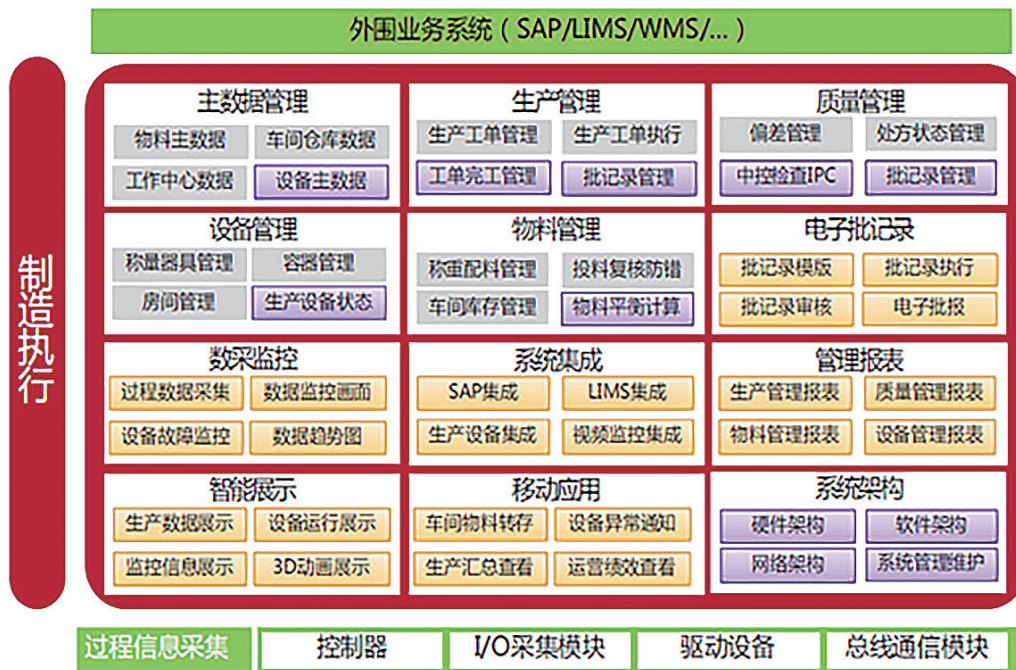 外围业务系统（SAP/LIMS/WMS/...）
制造执行
主数据管理
物料主数据
车间仓库数据
工作中心数据
设备主数据
生产管理
生产工单管理
生产工单执行
工单完工管理
批记录管理
质量管理
偏差管理
处方状态管理
中控检查IPC
批记录管理
设备管理
称量器具管理
容器管理
房间管理
生产设备状态
物料管理
称重配料管理
投料复核防错
车间库存管理
物料平衡计算
电子批记录
批记录模版
批记录执行
批记录审核
电子批报
数采监控
过程数据采集
数据监控画面
设备故障监控
数据趋势图
系统集成
SAP集成
LIMS集成
生产设备集成
视频监控集成
管理报表
生产管理报表
质量管理报表
物料管理报表
设备管理报表
智能展示
生产数据展示
设备运行展示
监控信息展示
3D动画展示
移动应用
车间物料转存
设备异常通知
生产汇总查看
运营绩效查看
系统架构
硬件架构
软件架构
网络架构
系统管理维护
过程信息采集
控制器
I/O采集模块
驱动设备
总线通信模块